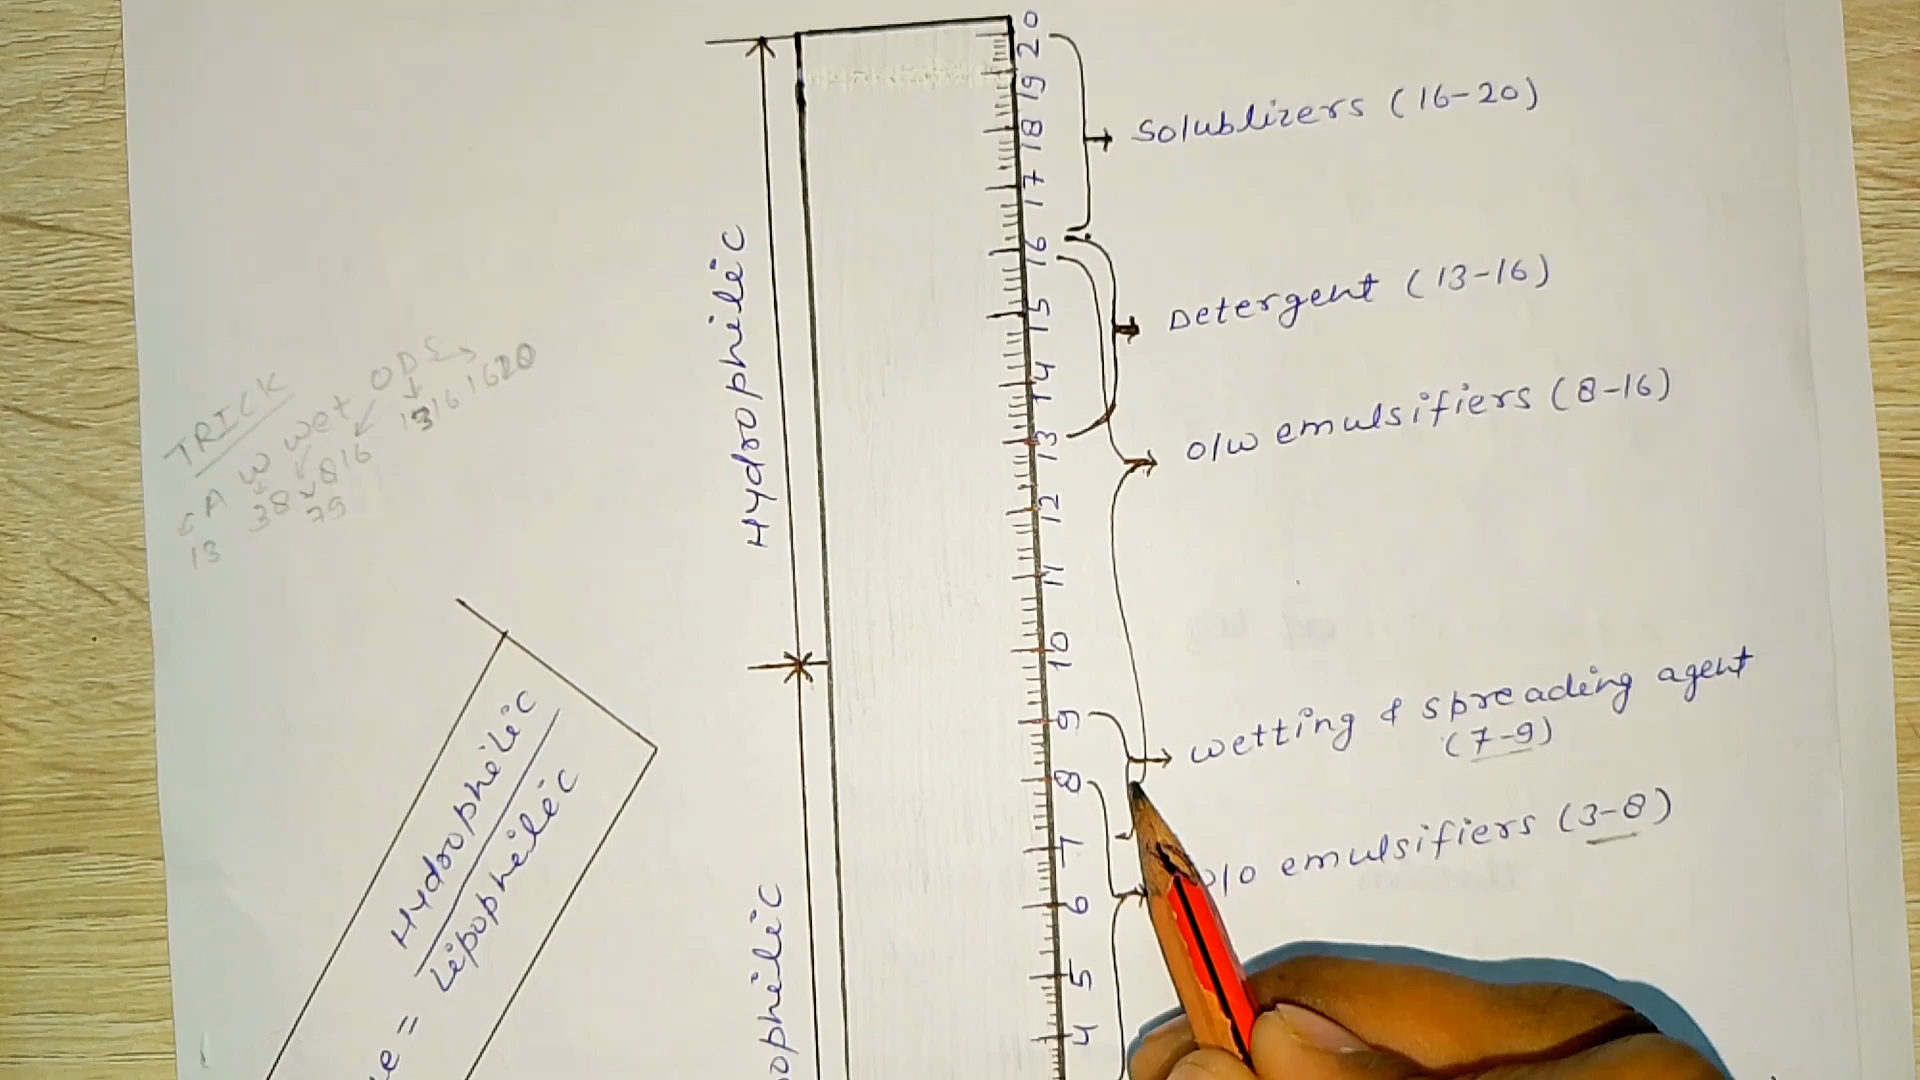 0
20
19
18
17
16
15
14
13
12
11
10
9
8
7
6
5
4
Solublizers (16-20)
Detergent (13-16)
o/w emulsifiers (8-16)
wetting & spreading agent
(7-9)
/o emulsifiers (3-8)
Hydrophilic
ophilic
TRICK
A W wet ODS
13 38 79 816 1316 1620
Hydrophilic
Lipophilic
e =